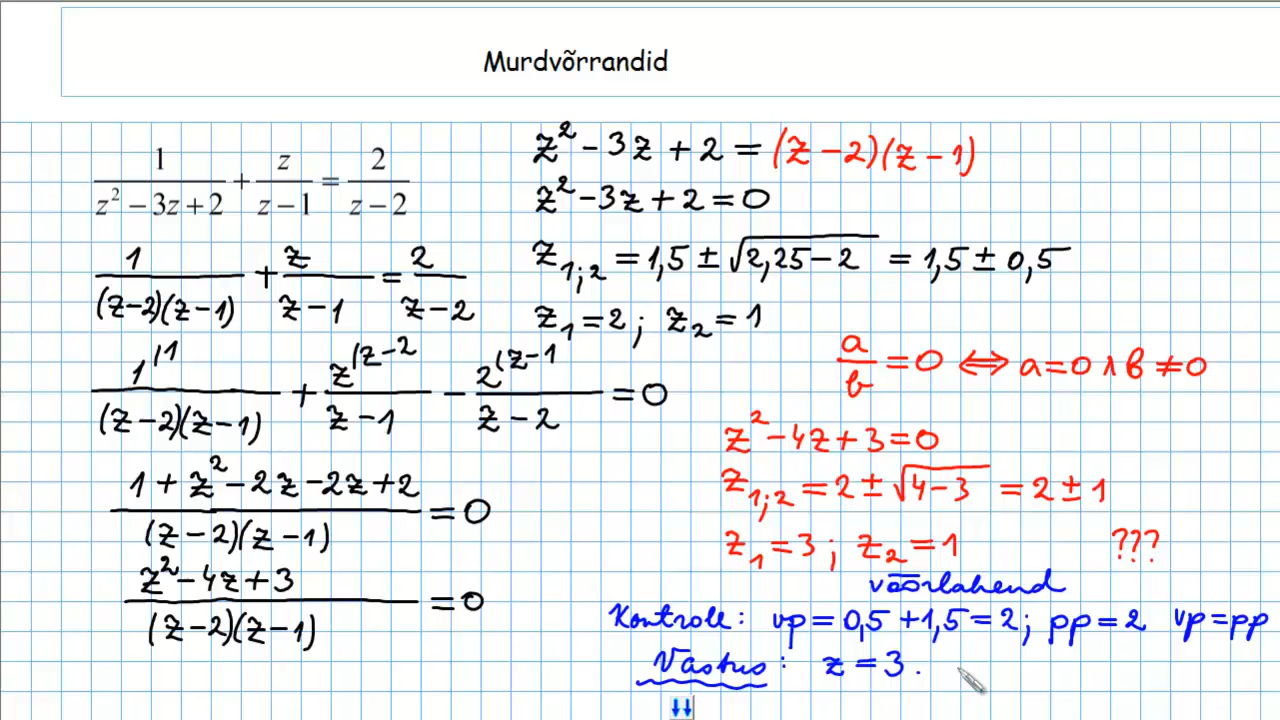 Murdvõrrandid
1/(z² − 3z + 2) + z/(z − 1) = 2/(z − 2)
1/((z−2)(z−1)) + z/(z−1) = 2/(z−2)
1⁽¹/((z−2)(z−1)) + z⁽ᶻ⁻²/(z−1) − 2⁽ᶻ⁻¹/(z−2) = 0
(1 + z² − 2z − 2z + 2)/((z−2)(z−1)) = 0
(z² − 4z + 3)/((z−2)(z−1)) = 0
z² − 3z + 2 = (z − 2)(z − 1)
z² − 3z + 2 = 0
z₁;₂ = 1,5 ± √(2,25 − 2) = 1,5 ± 0,5
z₁ = 2 ; z₂ = 1
a/b = 0 ⇔ a = 0 ∧ b ≠ 0
z² − 4z + 3 = 0
z₁;₂ = 2 ± √(4 − 3) = 2 ± 1
z₁ = 3 ; z₂ = 1 ???
võõrlahend
Kontroll: vp = 0,5 + 1,5 = 2 ; pp = 2 vp = pp
Vastus : z = 3 .